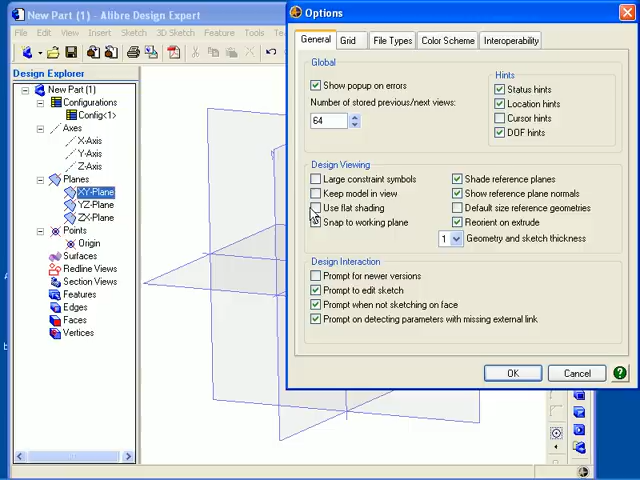 New Part (1) - Alibre Design Expert
File Edit View Insert Sketch 3D Sketch
Design Explorer
New Part (1)
Configurations
Config<1>
Axes
X-Axis
Y-Axis
Z-Axis
Planes
XY-Plane
YZ-Plane
ZX-Plane
Points
Origin
Surfaces
Redline Views
Section Views
Features
Edges
Faces
Vertices
Options
General Grid File Types Color Scheme Interoperability
Global
Show popup on errors
Number of stored previous/next views:
64
Hints
Status hints
Location hints
Cursor hints
DOF hints
Design Viewing
Large constraint symbols
Keep model in view
Use flat shading
Snap to working plane
Shade reference planes
Show reference plane normals
Default size reference geometries
Reorient on extrude
1 Geometry and sketch thickness
Design Interaction
Prompt for newer versions
Prompt to edit sketch
Prompt when not sketching on face
Prompt on detecting parameters with missing external link
OK Cancel